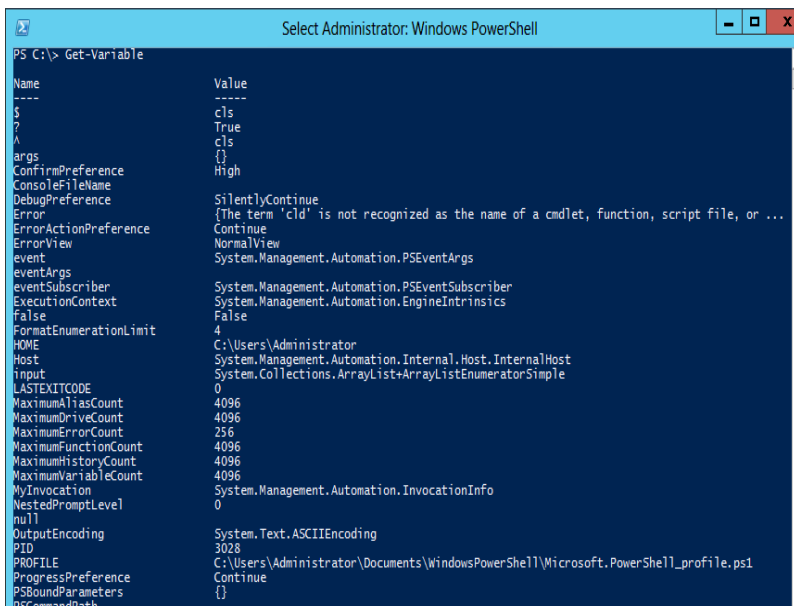 Select Administrator: Windows PowerShell
PS C:\> Get-Variable
Name Value
---- -----
$ cls
? True
^ cls
args {}
ConfirmPreference High
ConsoleFileName
DebugPreference SilentlyContinue
Error {The term 'cld' is not recognized as the name of a cmdlet, function, script file, or ...
ErrorActionPreference Continue
ErrorView NormalView
event System.Management.Automation.PSEventArgs
eventArgs
eventSubscriber System.Management.Automation.PSEventSubscriber
ExecutionContext System.Management.Automation.EngineIntrinsics
false False
FormatEnumerationLimit 4
HOME C:\Users\Administrator
Host System.Management.Automation.Internal.Host.InternalHost
input System.Collections.ArrayList+ArrayListEnumeratorSimple
LASTEXITCODE 0
MaximumAliasCount 4096
MaximumDriveCount 4096
MaximumErrorCount 256
MaximumFunctionCount 4096
MaximumHistoryCount 4096
MaximumVariableCount 4096
MyInvocation System.Management.Automation.InvocationInfo
NestedPromptLevel 0
null
OutputEncoding System.Text.ASCIIEncoding
PID 3028
PROFILE C:\Users\Administrator\Documents\WindowsPowerShell\Microsoft.PowerShell_profile.ps1
ProgressPreference Continue
PSBoundParameters {}
PSCommandPath